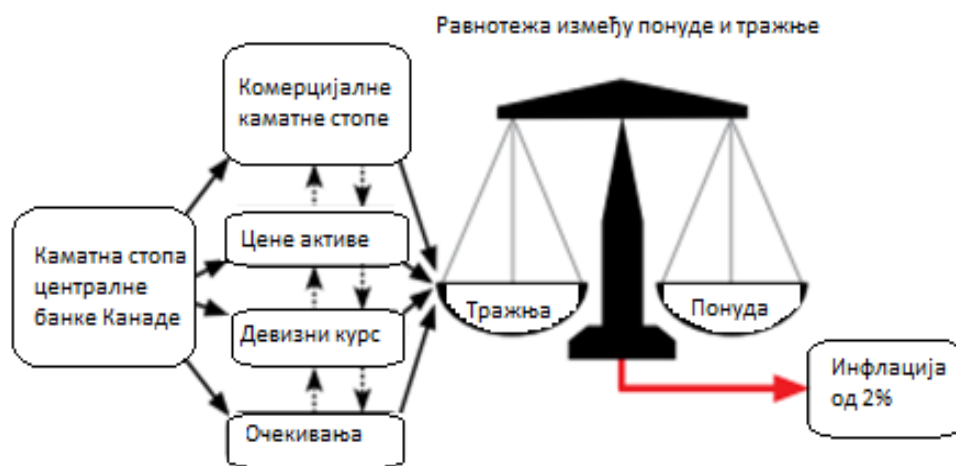 Равнотежа између понуде и тражње
Комерцијалне
каматне стопе
Цене активе
Каматна стопа
централне
банке Канаде
Девизни курс
Очекивања
Тражња
Понуда
Инфлација
од 2%